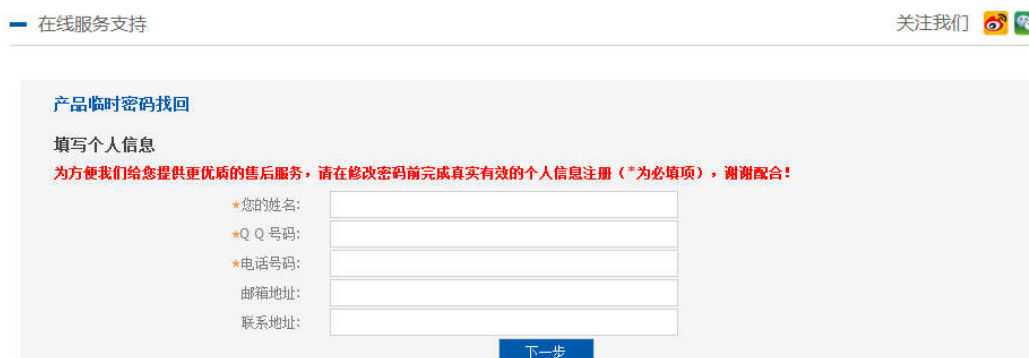 在线服务支持
关注我们
产品临时密码找回
填写个人信息
为方便我们给您提供更优质的售后服务，请在修改密码前完成真实有效的个人信息注册（*为必填项），谢谢配合！
*您的姓名:
*Q Q 号码:
*电话号码:
邮箱地址:
联系地址:
下一步